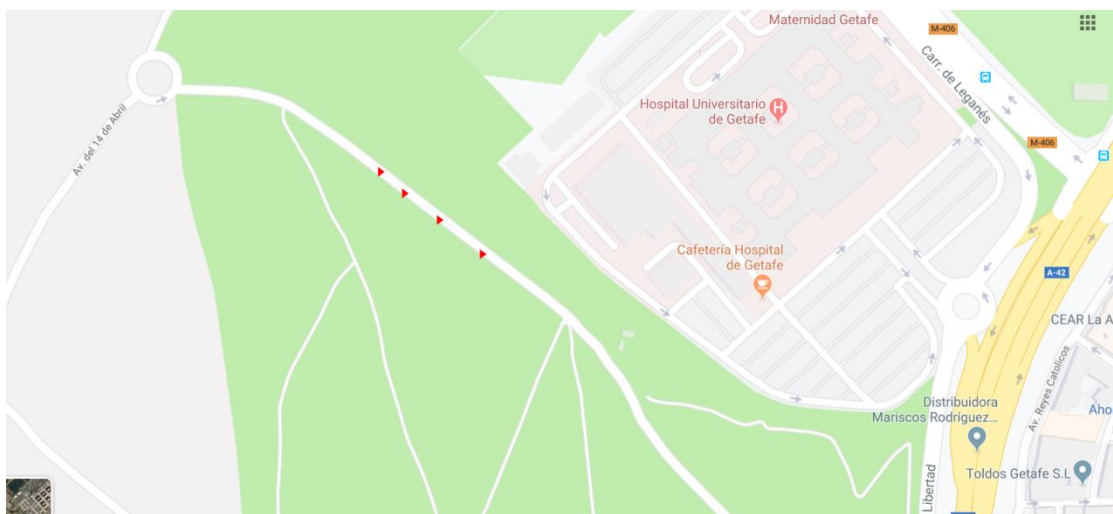 Maternidad Getafe
M-406
Carr. de Leganés
Hospital Universitario
de Getafe
H
M-406
Av. del 14 de Abril
Cafetería Hospital
de Getafe
A-42
CEAR La A
Av. Reyes Catolicos
Distribuidora
Mariscos Rodríguez...
Aho
Toldos Getafe S.L
Libertad